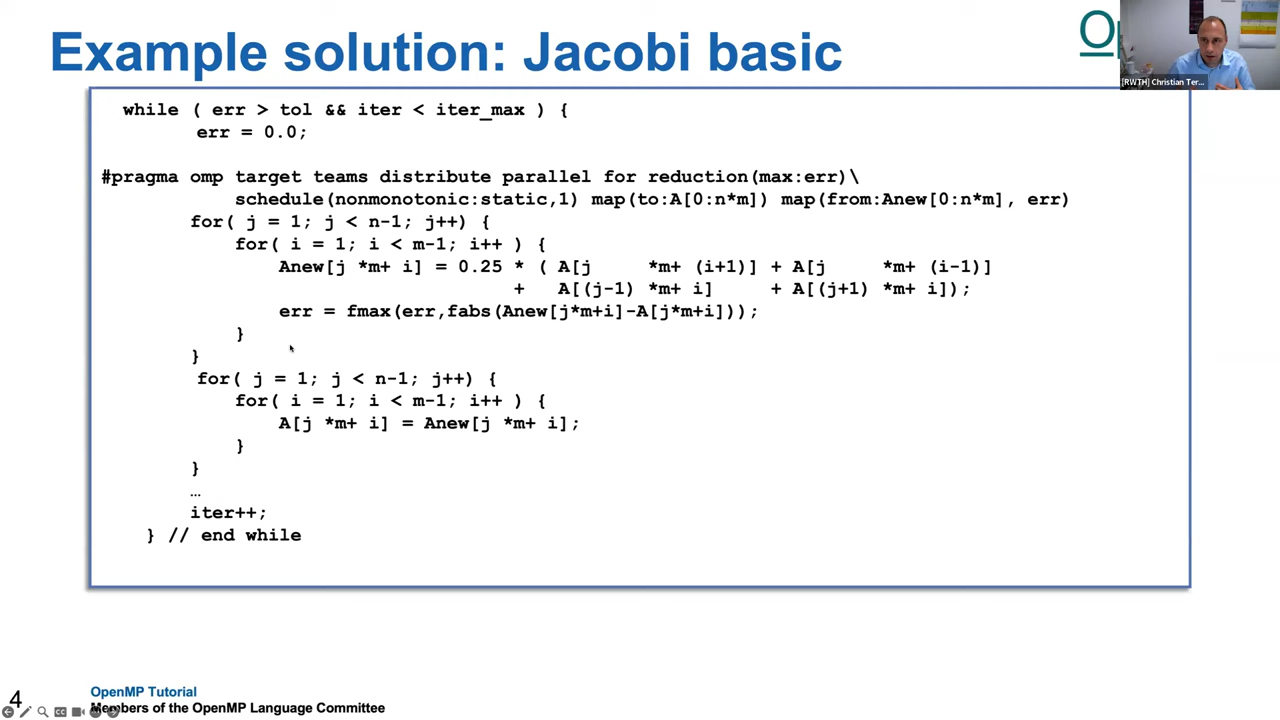 Example solution: Jacobi basic
Op
[RWTH] Christian Ter...
while ( err > tol && iter < iter_max ) {
err = 0.0;
#pragma omp target teams distribute parallel for reduction(max:err)\
schedule(nonmonotonic:static,1) map(to:A[0:n*m]) map(from:Anew[0:n*m], err)
for( j = 1; j < n-1; j++) {
for( i = 1; i < m-1; i++ ) {
Anew[j *m+ i] = 0.25 * ( A[j *m+ (i+1)] + A[j *m+ (i-1)]
+ A[(j-1) *m+ i] + A[(j+1) *m+ i]);
err = fmax(err,fabs(Anew[j*m+i]-A[j*m+i]));
}
}
for( j = 1; j < n-1; j++) {
for( i = 1; i < m-1; i++ ) {
A[j *m+ i] = Anew[j *m+ i];
}
}
…
iter++;
} // end while
4
OpenMP Tutorial
Members of the OpenMP Language Committee